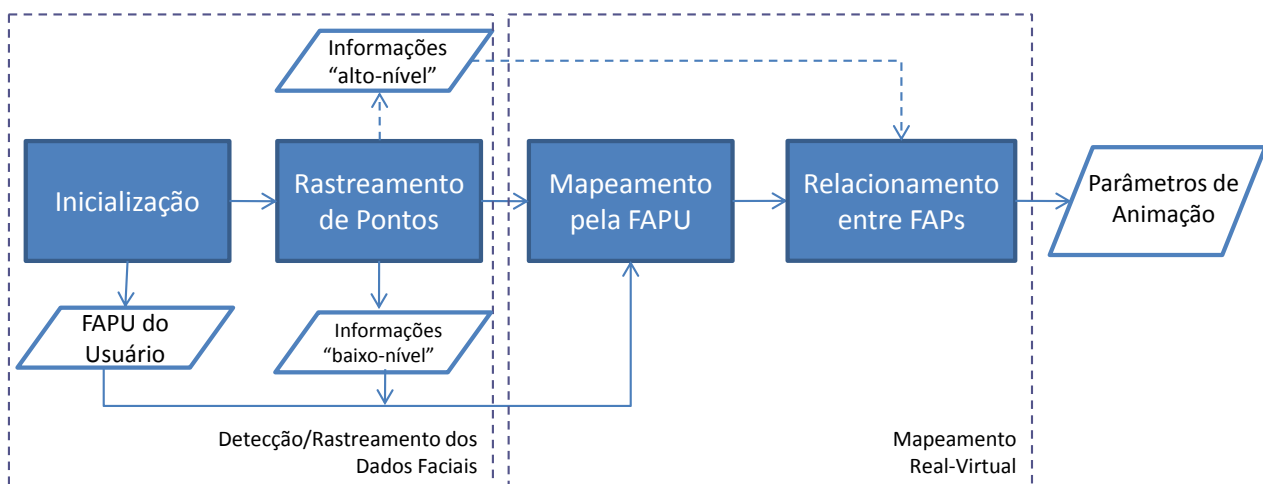 Informações
“alto-nível”
Inicialização
Rastreamento
de Pontos
Mapeamento
pela FAPU
Relacionamento
entre FAPs
Parâmetros de
Animação
FAPU do
Usuário
Informações
“baixo-nível”
Detecção/Rastreamento dos
Dados Faciais
Mapeamento
Real-Virtual